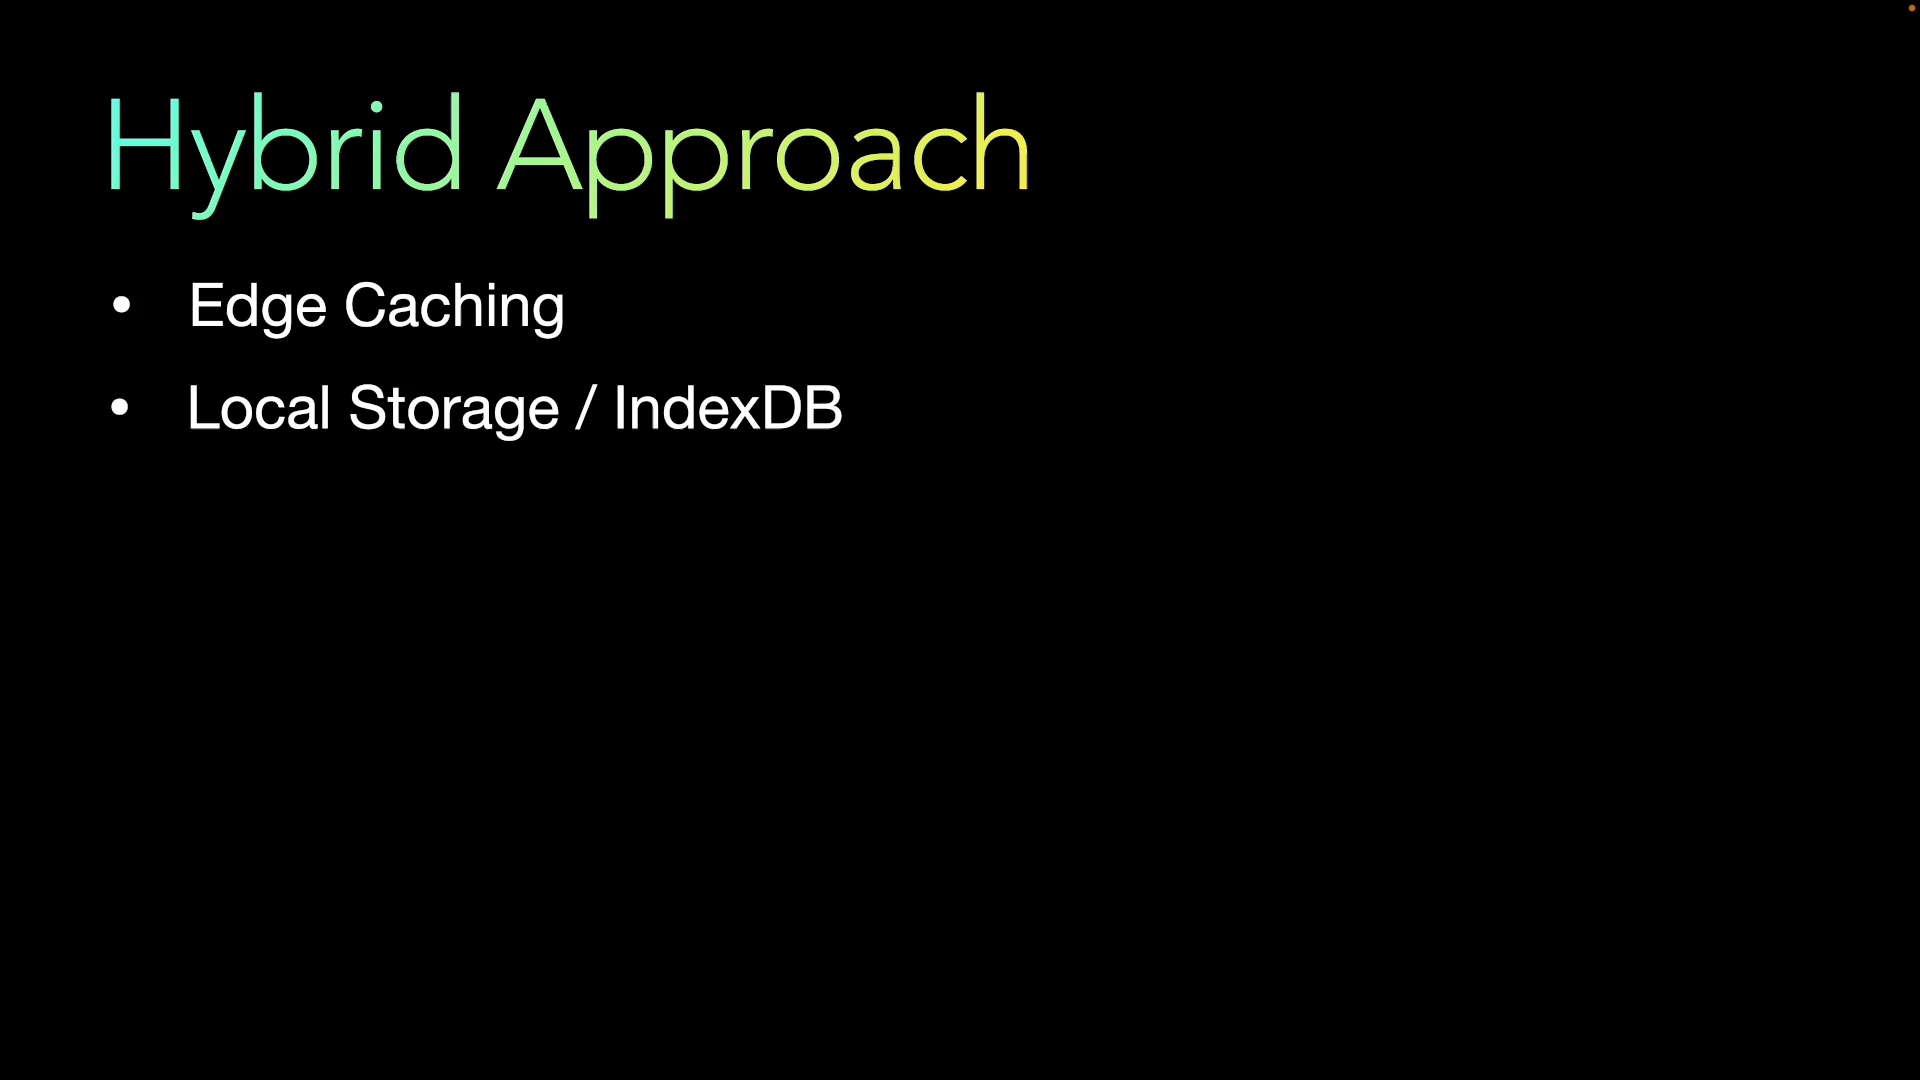 Hybrid Approach
• Edge Caching
• Local Storage / IndexDB